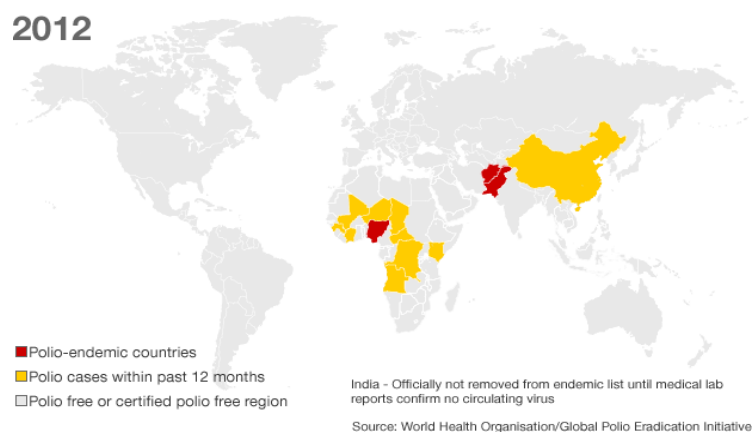 2012
Polio-endemic countries
Polio cases within past 12 months
Polio free or certified polio free region
India - Officially not removed from endemic list until medical lab
reports confirm no circulating virus
Source: World Health Organisation/Global Polio Eradication Initiative